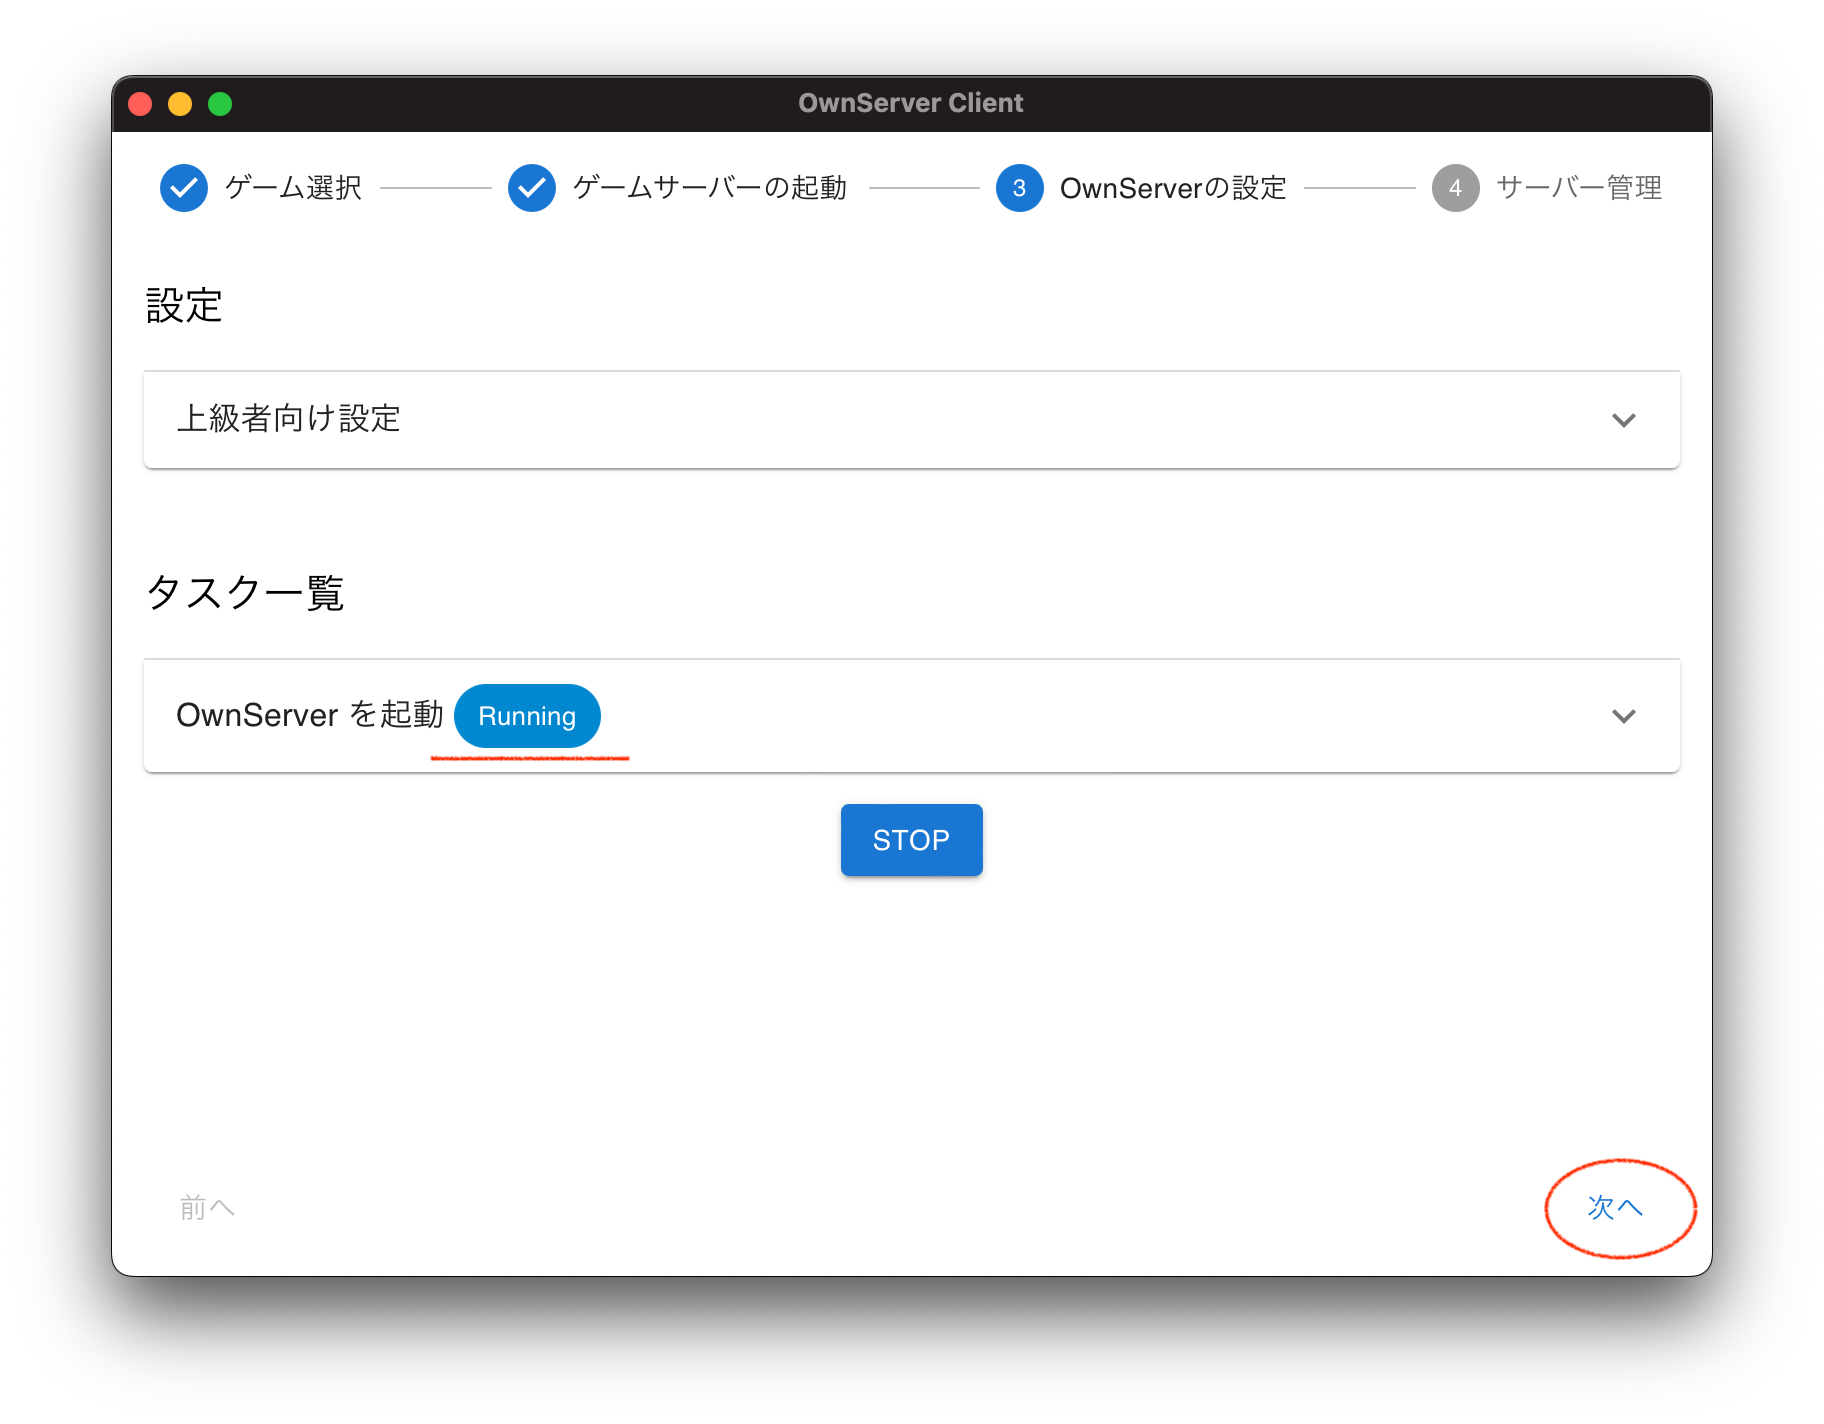 OwnServer Client
ゲーム選択
ゲームサーバーの起動
3 OwnServerの設定
4 サーバー管理
設定
上級者向け設定
タスク一覧
OwnServer を起動 Running
STOP
前へ
次へ